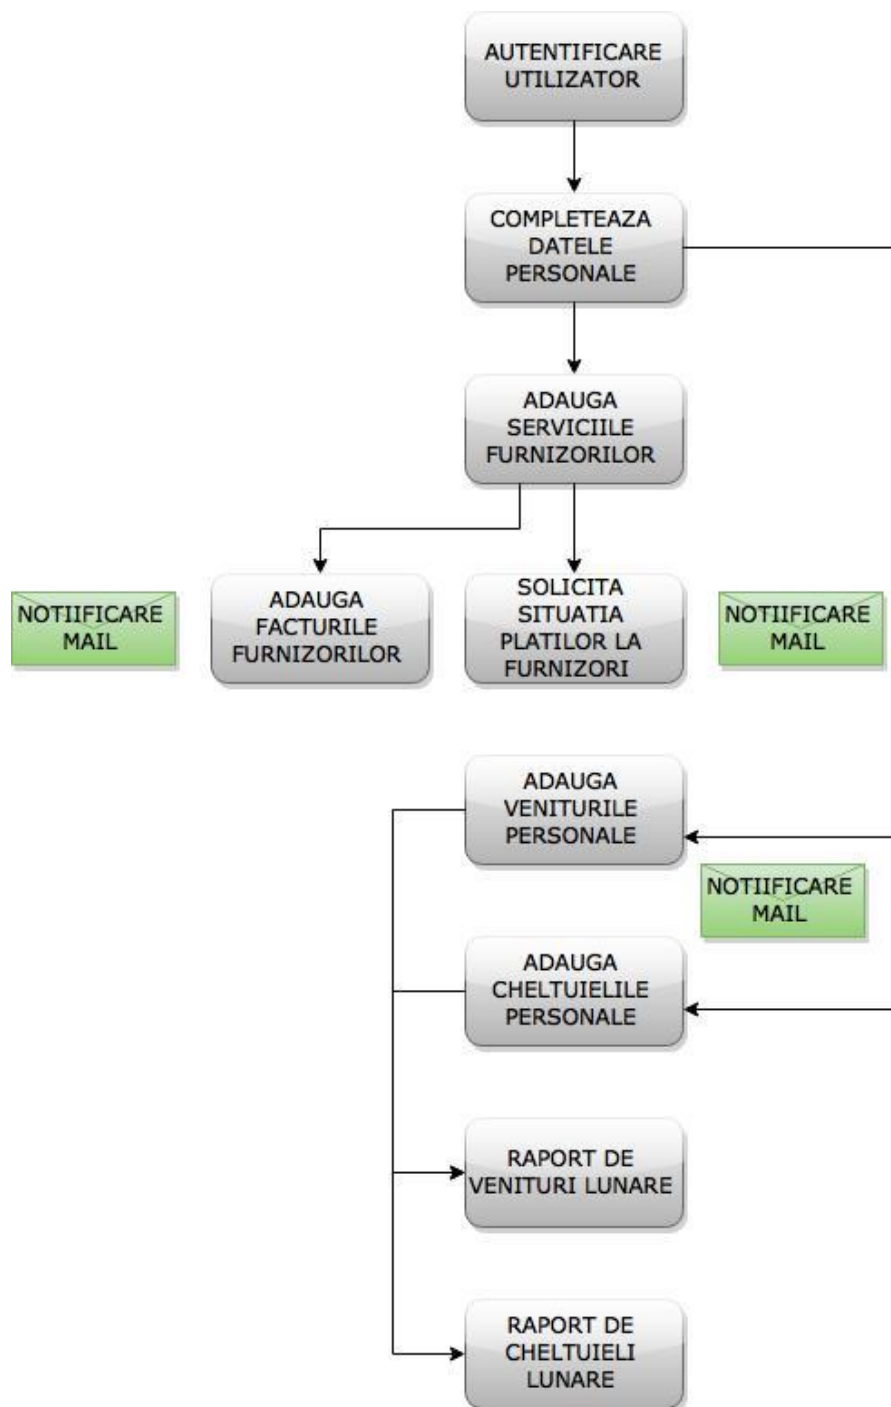 AUTENTIFICARE
UTILIZATOR
COMPLETEAZA
DATELE
PERSONALE
ADAUGA
SERVICIILE
FURNIZORILOR
NOTIIFICARE
MAIL
ADAUGA
FACTURILE
FURNIZORILOR
SOLICITA
SITUATIA
PLATILOR LA
FURNIZORI
NOTIIFICARE
MAIL
ADAUGA
VENITURILE
PERSONALE
NOTIIFICARE
MAIL
ADAUGA
CHELTUIELILE
PERSONALE
RAPORT DE
VENITURI LUNARE
RAPORT DE
CHELTUIELI
LUNARE